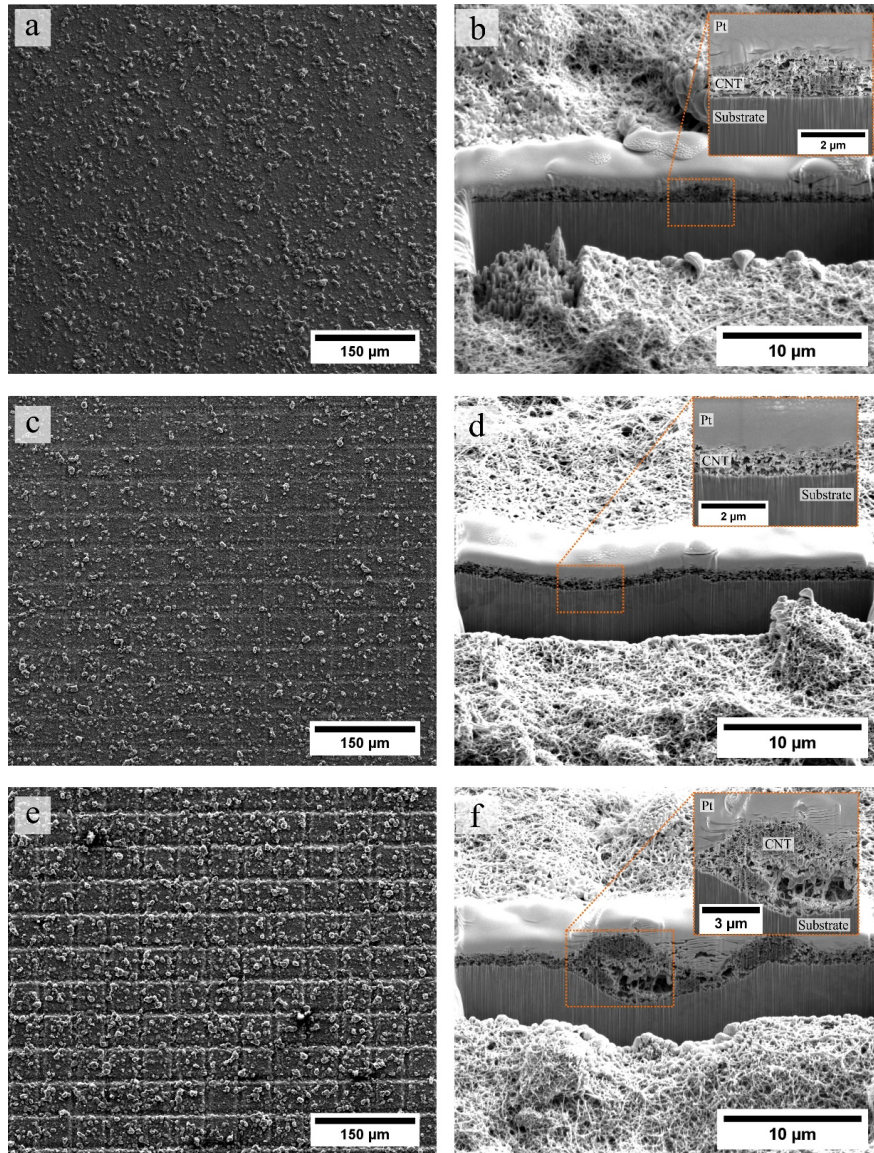 a
150 µm
b
Pt
CNT
Substrate
2 µm
10 µm
c
150 µm
d
Pt
CNT
Substrate
2 µm
10 µm
e
150 µm
f
Pt
CNT
3 µm
Substrate
10 µm